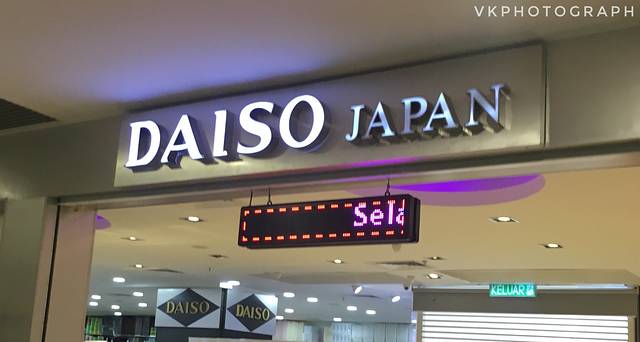 VKPHOTOGRAPH
DAISO JAPAN
Sela
KELUAR
DAISO
DAISO